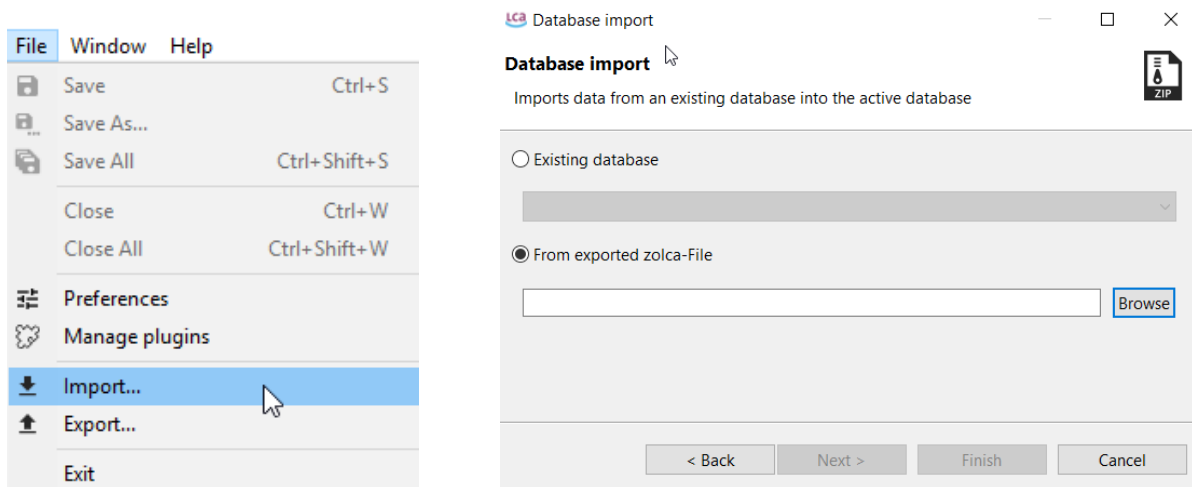 File Window Help
Save Ctrl+S
Save As...
Save All Ctrl+Shift+S
Close Ctrl+W
Close All Ctrl+Shift+W
Preferences
Manage plugins
Import...
Export...
Exit
LCa Database import
Database import
ZIP
Imports data from an existing database into the active database
Existing database
From exported zolca-File
Browse
< Back Next > Finish Cancel